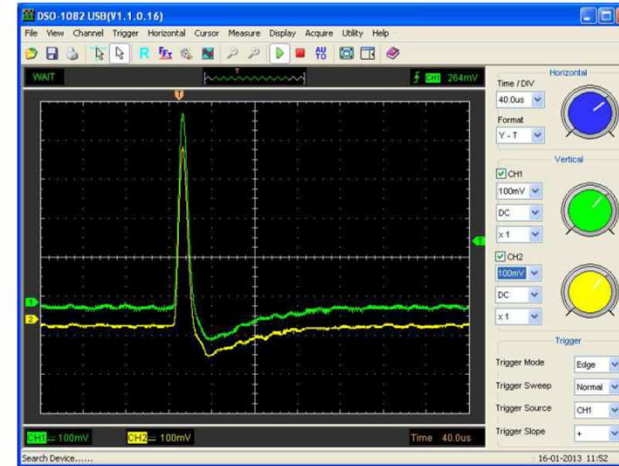 DSO-1082 USB(V1.1.0.16)
File View Channel Trigger Horizontal Cursor Measure Display Acquire Utility Help
WAIT
T
CH1 264mV
T
1
2
T
CH1 100mV CH2 100mV Time 40.0us
Search Device...... 16-01-2013 11:52
Horizontal
Time / DIV
40.0us
Format
Y - T
Vertical
CH1
100mV
DC
x 1
CH2
100mV
DC
x 1
Trigger
Trigger Mode Edge
Trigger Sweep Normal
Trigger Source CH1
Trigger Slope +